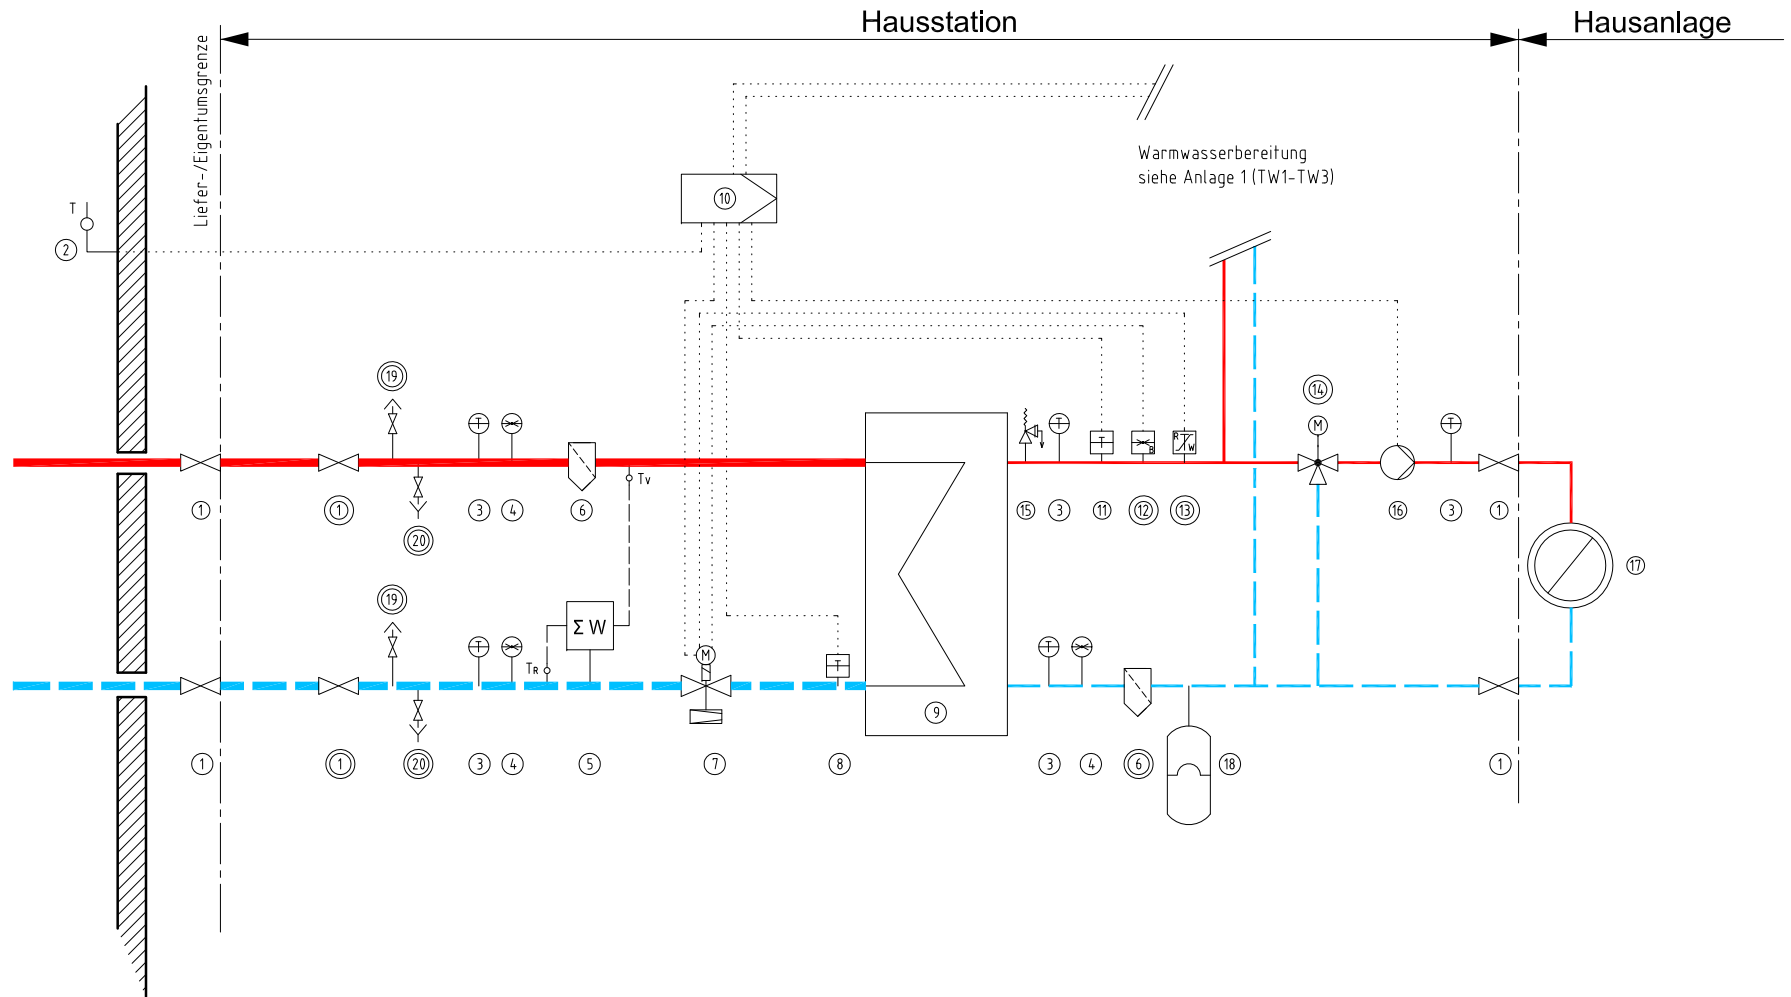 Hausstation
Hausanlage
Liefer-/Eigentumsgrenze
Warmwasserbereitung
siehe Anlage 1 (TW1-TW3)
10
T
2
19
14
M
T
T
T
B
R
W
T
Tv
1
1
3
4
6
15
3
11
12
13
16
3
1
20
17
19
Σ W
T
TR
M
T
T
9
1
1
20
3
4
5
7
8
3
4
6
18
1